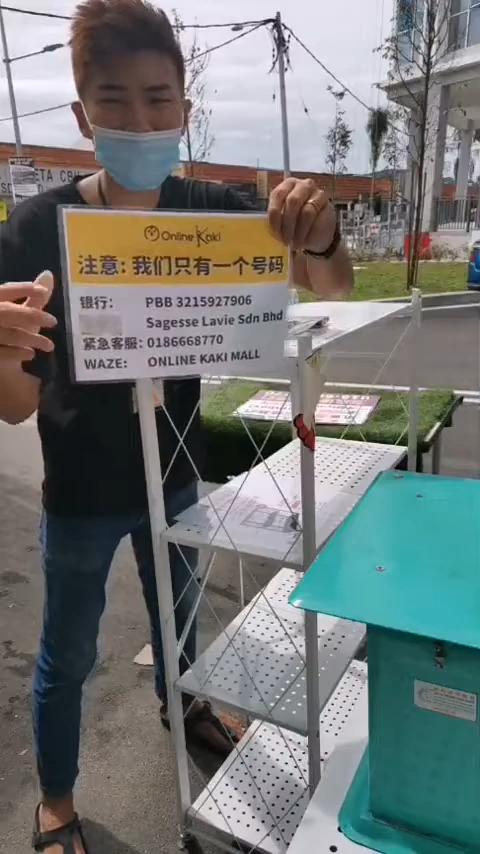 Online Kaki
注意: 我们只有一个号码
银行: PBB 3215927906
Sagesse Lavie Sdn Bhd
紧急客服: 0186668770
WAZE: ONLINE KAKI MALL